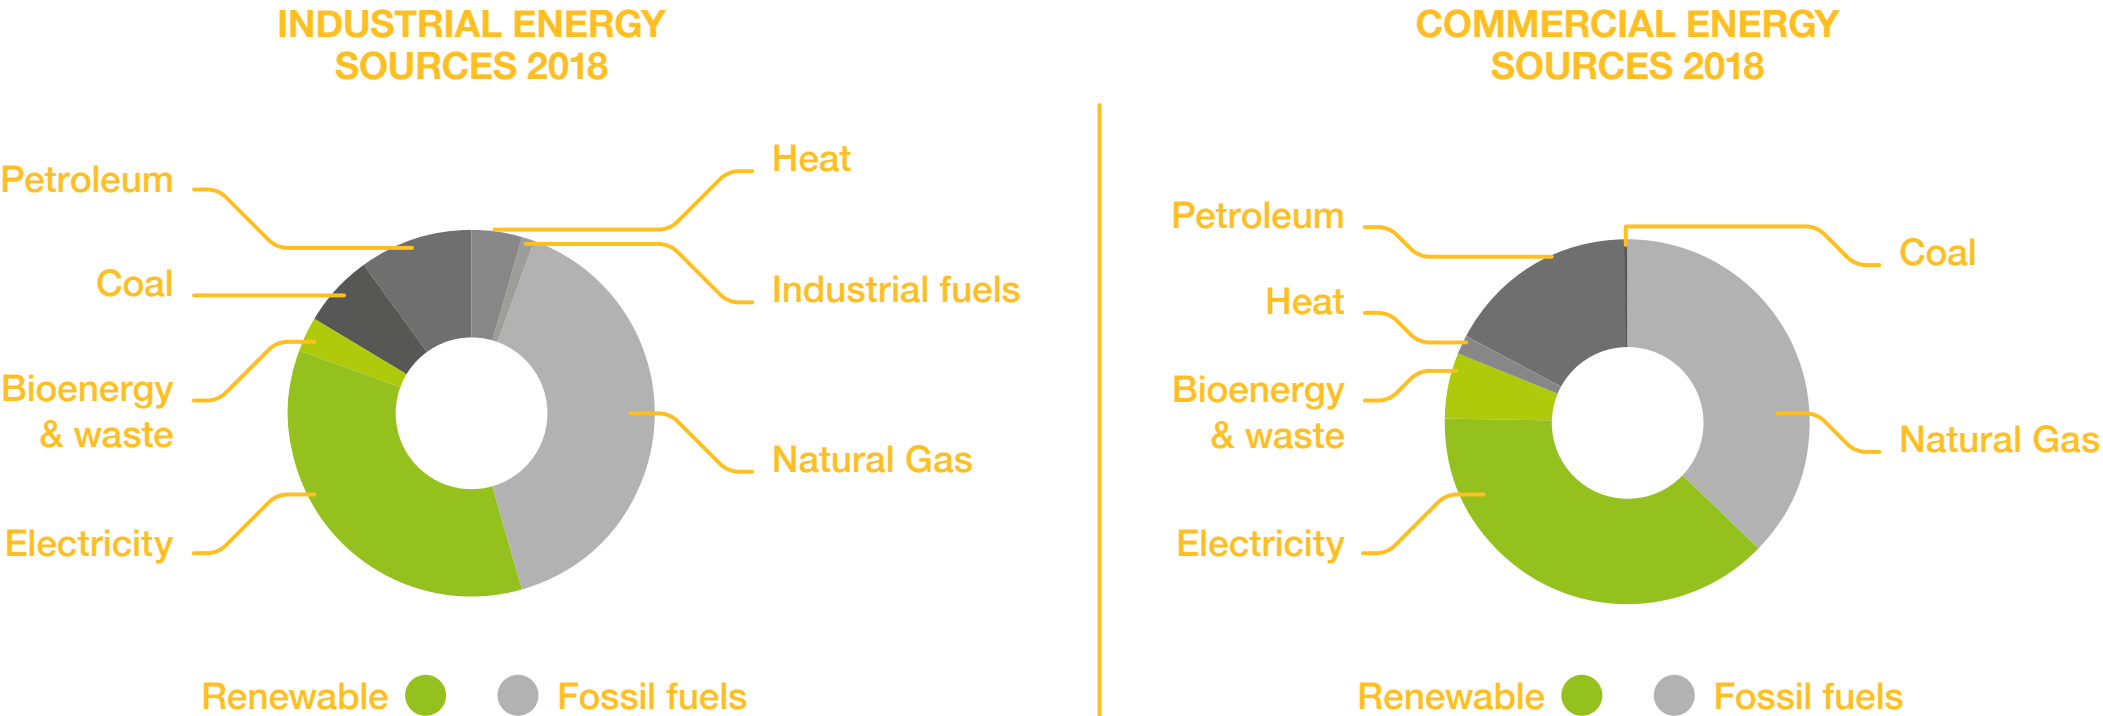 INDUSTRIAL ENERGY
SOURCES 2018
Petroleum
Coal
Bioenergy
& waste
Electricity
Heat
Industrial fuels
Natural Gas
Renewable
Fossil fuels
COMMERCIAL ENERGY
SOURCES 2018
Petroleum
Heat
Bioenergy
& waste
Electricity
Coal
Natural Gas
Renewable
Fossil fuels